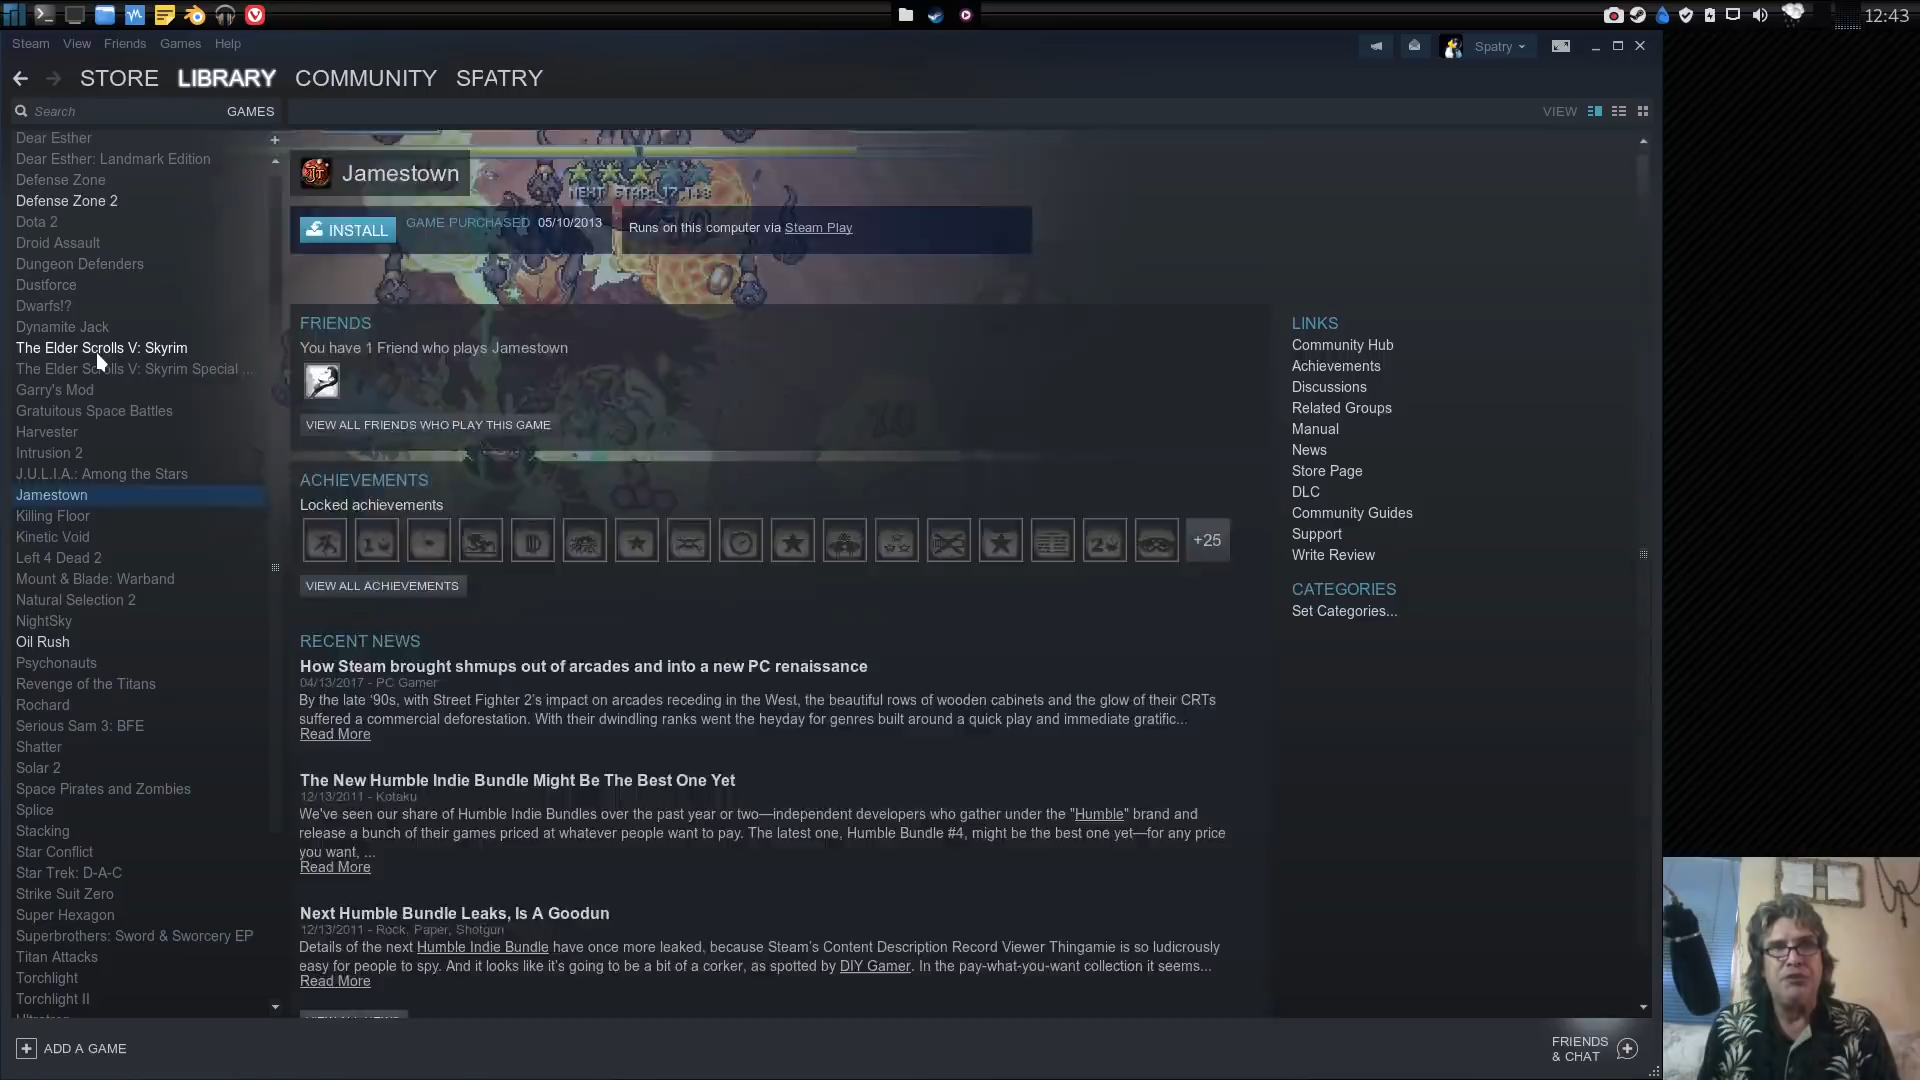 12:43
Steam View Friends Games Help
Spatry
STORE LIBRARY COMMUNITY SPATRY
Search GAMES
VIEW
Dear Esther
Dear Esther: Landmark Edition
Defense Zone
Defense Zone 2
Dota 2
Droid Assault
Dungeon Defenders
Dustforce
Dwarfs!?
Dynamite Jack
The Elder Scrolls V: Skyrim
The Elder Scrolls V: Skyrim Special ...
Garry's Mod
Gratuitous Space Battles
Harvester
Intrusion 2
J.U.L.I.A.: Among the Stars
Jamestown
Killing Floor
Kinetic Void
Left 4 Dead 2
Mount & Blade: Warband
Natural Selection 2
NightSky
Oil Rush
Psychonauts
Revenge of the Titans
Rochard
Serious Sam 3: BFE
Shatter
Solar 2
Space Pirates and Zombies
Splice
Stacking
Star Conflict
Star Trek: D-A-C
Strike Suit Zero
Super Hexagon
Superbrothers: Sword & Sworcery EP
Titan Attacks
Torchlight
Torchlight II
Jamestown
NEXT STAR:
INSTALL
GAME PURCHASED 05/10/2013
Runs on this computer via Steam Play
FRIENDS
You have 1 Friend who plays Jamestown
VIEW ALL FRIENDS WHO PLAY THIS GAME
ACHIEVEMENTS
Locked achievements
+25
VIEW ALL ACHIEVEMENTS
RECENT NEWS
How Steam brought shmups out of arcades and into a new PC renaissance
04/13/2017 - PC Gamer
By the late ‘90s, with Street Fighter 2’s impact on arcades receding in the West, the beautiful rows of wooden cabinets and the glow of their CRTs
suffered a commercial deforestation. With their dwindling ranks went the heyday for genres built around a quick play and immediate gratific...
Read More
The New Humble Indie Bundle Might Be The Best One Yet
12/13/2011 - Kotaku
We've seen our share of Humble Indie Bundles over the past year or two—independent developers who gather under the "Humble" brand and
release a bunch of their games priced at whatever people want to pay. The latest one, Humble Bundle #4, might be the best one yet—for any price
you want, ...
Read More
Next Humble Bundle Leaks, Is A Goodun
12/13/2011 - Rock, Paper, Shotgun
Details of the next Humble Indie Bundle have once more leaked, because Steam’s Content Description Record Viewer Thingamie is so ludicrously
easy for people to spy. And it looks like it’s going to be a bit of a corker, as spotted by DIY Gamer. In the pay-what-you-want collection it seems...
Read More
LINKS
Community Hub
Achievements
Discussions
Related Groups
Manual
News
Store Page
DLC
Community Guides
Support
Write Review
CATEGORIES
Set Categories...
ADD A GAME
FRIENDS
& CHAT